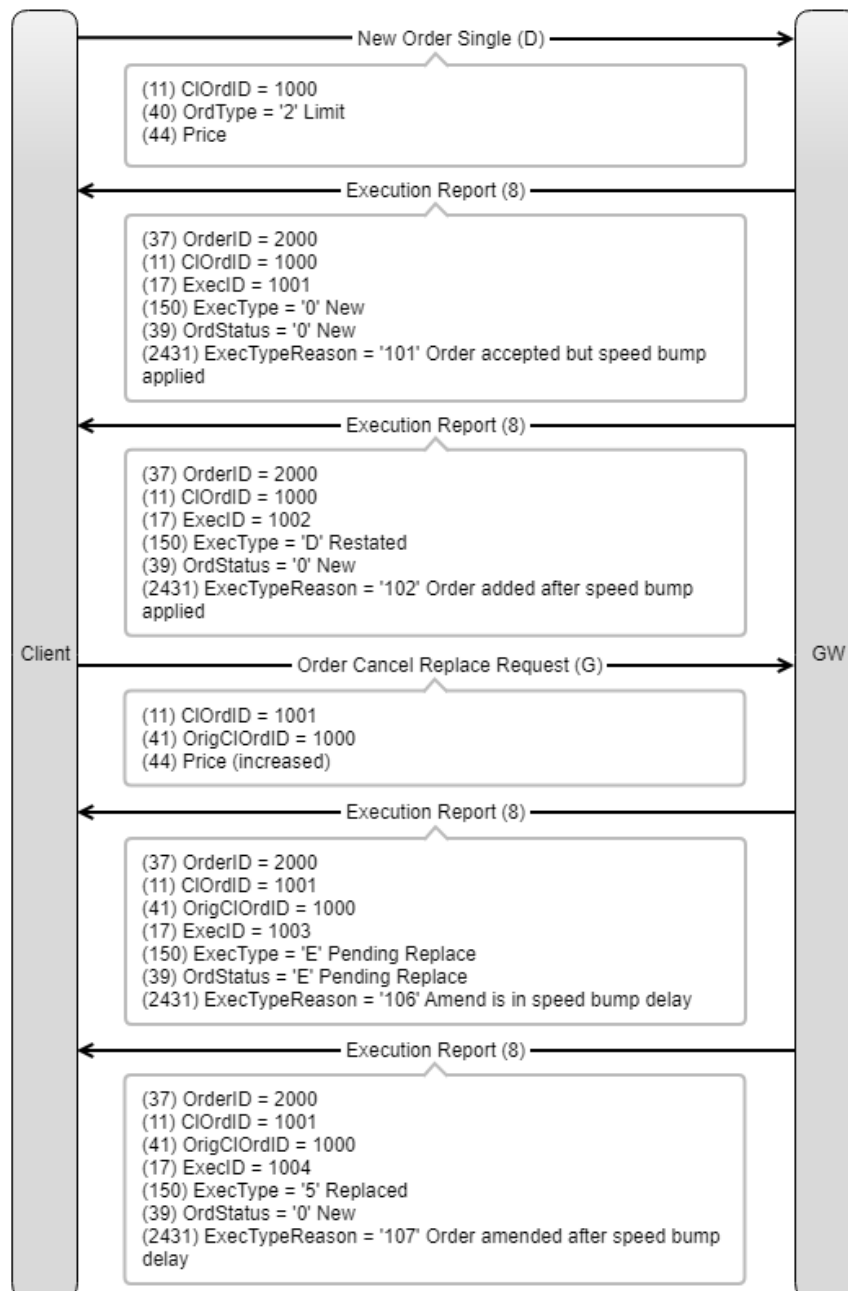 New Order Single (D)
(11) ClOrdID = 1000
(40) OrdType = '2' Limit
(44) Price
Execution Report (8)
(37) OrderID = 2000
(11) ClOrdID = 1000
(17) ExecID = 1001
(150) ExecType = '0' New
(39) OrdStatus = '0' New
(2431) ExecTypeReason = '101' Order accepted but speed bump
applied
Execution Report (8)
(37) OrderID = 2000
(11) ClOrdID = 1000
(17) ExecID = 1002
(150) ExecType = 'D' Restated
(39) OrdStatus = '0' New
(2431) ExecTypeReason = '102' Order added after speed bump
applied
Client
GW
Order Cancel Replace Request (G)
(11) ClOrdID = 1001
(41) OrigClOrdID = 1000
(44) Price (increased)
Execution Report (8)
(37) OrderID = 2000
(11) ClOrdID = 1001
(41) OrigClOrdID = 1000
(17) ExecID = 1003
(150) ExecType = 'E' Pending Replace
(39) OrdStatus = 'E' Pending Replace
(2431) ExecTypeReason = '106' Amend is in speed bump delay
Execution Report (8)
(37) OrderID = 2000
(11) ClOrdID = 1001
(41) OrigClOrdID = 1000
(17) ExecID = 1004
(150) ExecType = '5' Replaced
(39) OrdStatus = '0' New
(2431) ExecTypeReason = '107' Order amended after speed bump
delay